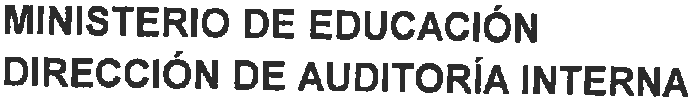 MINISTERIO DE EDUCACIÓN
DIRECCIÓN DE AUDITORÍA INTERNA